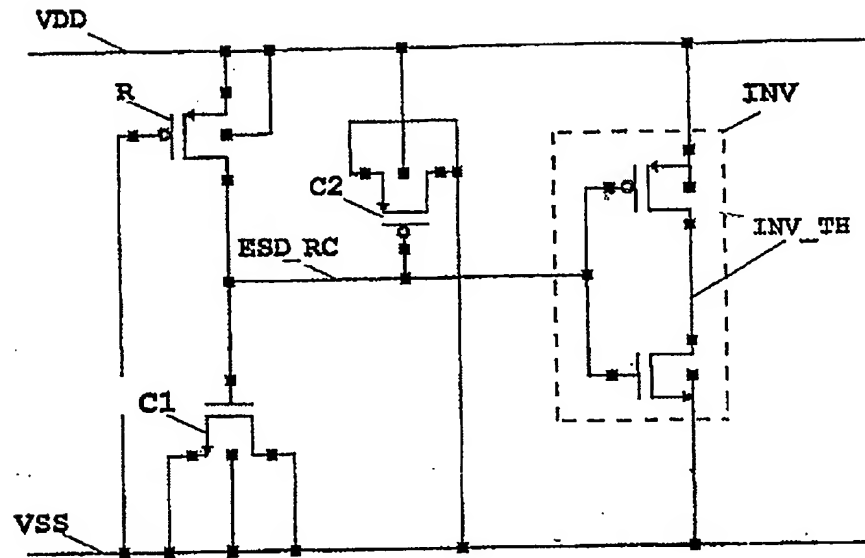 VDD
R
INV
C2
INV_TH
ESD_RC
C1
VSS